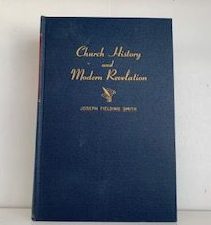 Church History
and
Modern Revelation
JOSEPH FIELDING SMITH